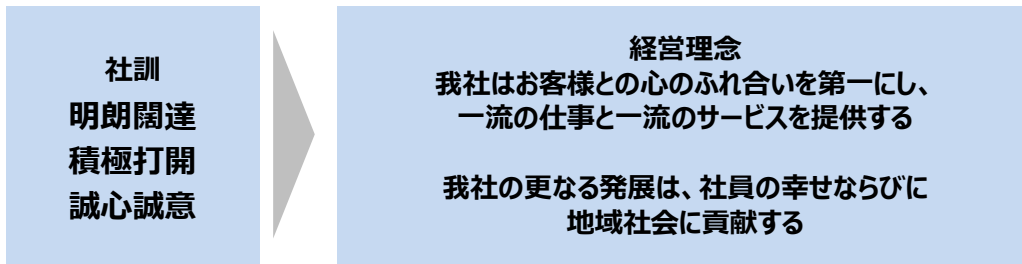 社訓
明朗闊達
積極打開
誠心誠意
経営理念
我社はお客様との心のふれ合いを第一にし、
一流の仕事と一流のサービスを提供する
我社の更なる発展は、社員の幸せならびに
地域社会に貢献する